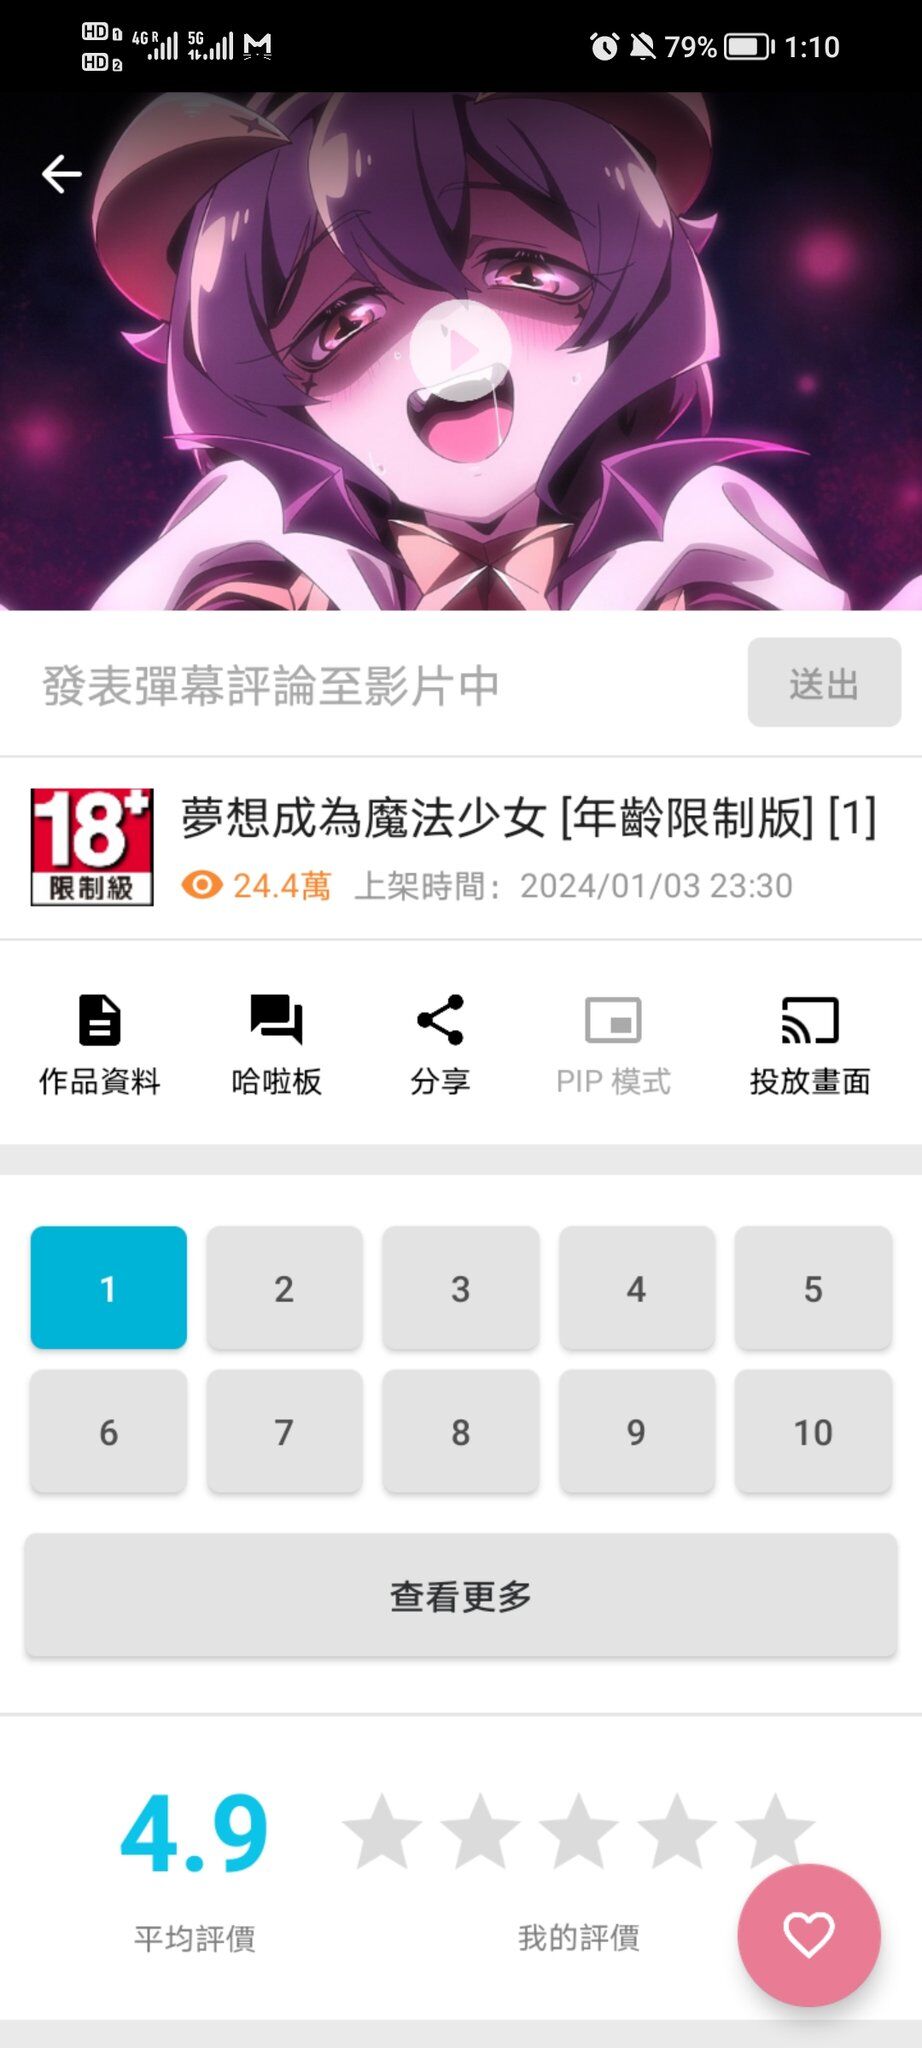 HD 1 4G R 5G
HD 2
79% 1:10
發表彈幕評論至影片中
送出
18+
限制級
夢想成為魔法少女 [年齡限制版] [1]
24.4萬 上架時間：2024/01/03 23:30
作品資料 哈啦板 分享 PIP 模式 投放畫面
1 2 3 4 5
6 7 8 9 10
查看更多
4.9
平均評價 我的評價